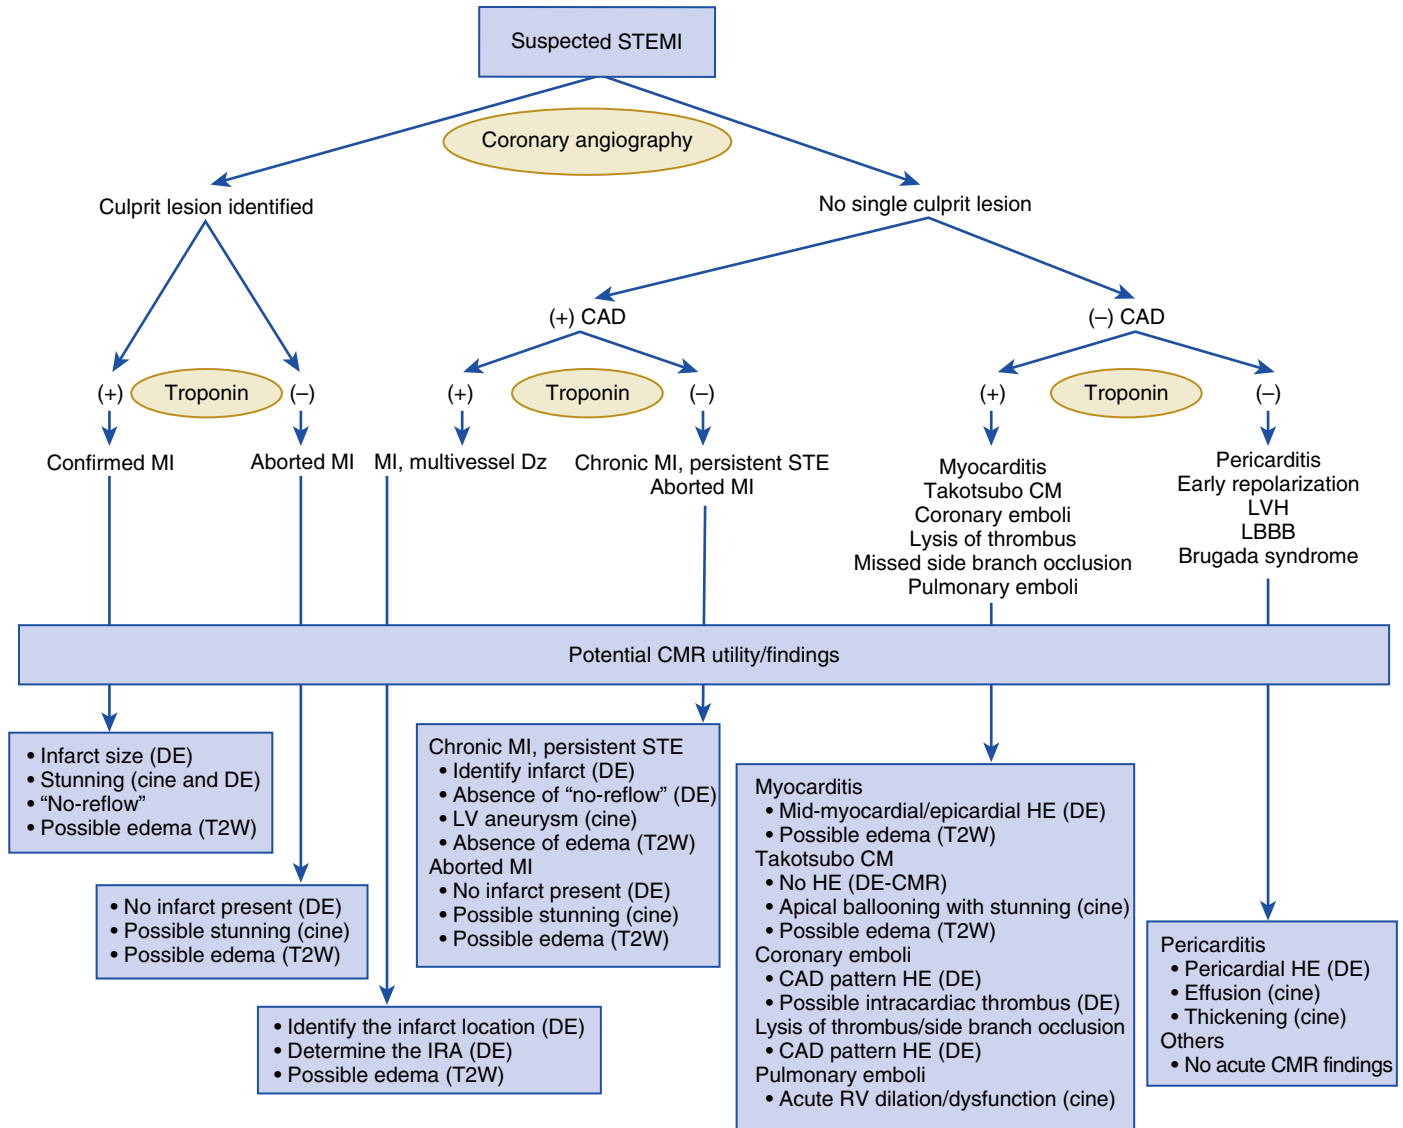 Suspected STEMI
Coronary angiography
Culprit lesion identified
No single culprit lesion
(+) CAD
(–) CAD
(+)
Troponin
(–)
(+)
Troponin
(–)
(+)
Troponin
(–)
Confirmed MI
Aborted MI
MI, multivessel Dz
Chronic MI, persistent STE
Aborted MI
Myocarditis
Takotsubo CM
Coronary emboli
Lysis of thrombus
Missed side branch occlusion
Pulmonary emboli
Pericarditis
Early repolarization
LVH
LBBB
Brugada syndrome
Potential CMR utility/findings
• Infarct size (DE)
• Stunning (cine and DE)
• “No-reflow”
• Possible edema (T2W)
• No infarct present (DE)
• Possible stunning (cine)
• Possible edema (T2W)
• Identify the infarct location (DE)
• Determine the IRA (DE)
• Possible edema (T2W)
Chronic MI, persistent STE
• Identify infarct (DE)
• Absence of “no-reflow” (DE)
• LV aneurysm (cine)
• Absence of edema (T2W)
Aborted MI
• No infarct present (DE)
• Possible stunning (cine)
• Possible edema (T2W)
Myocarditis
• Mid-myocardial/epicardial HE (DE)
• Possible edema (T2W)
Takotsubo CM
• No HE (DE-CMR)
• Apical ballooning with stunning (cine)
• Possible edema (T2W)
Coronary emboli
• CAD pattern HE (DE)
• Possible intracardiac thrombus (DE)
Lysis of thrombus/side branch occlusion
• CAD pattern HE (DE)
Pulmonary emboli
• Acute RV dilation/dysfunction (cine)
Pericarditis
• Pericardial HE (DE)
• Effusion (cine)
• Thickening (cine)
Others
• No acute CMR findings